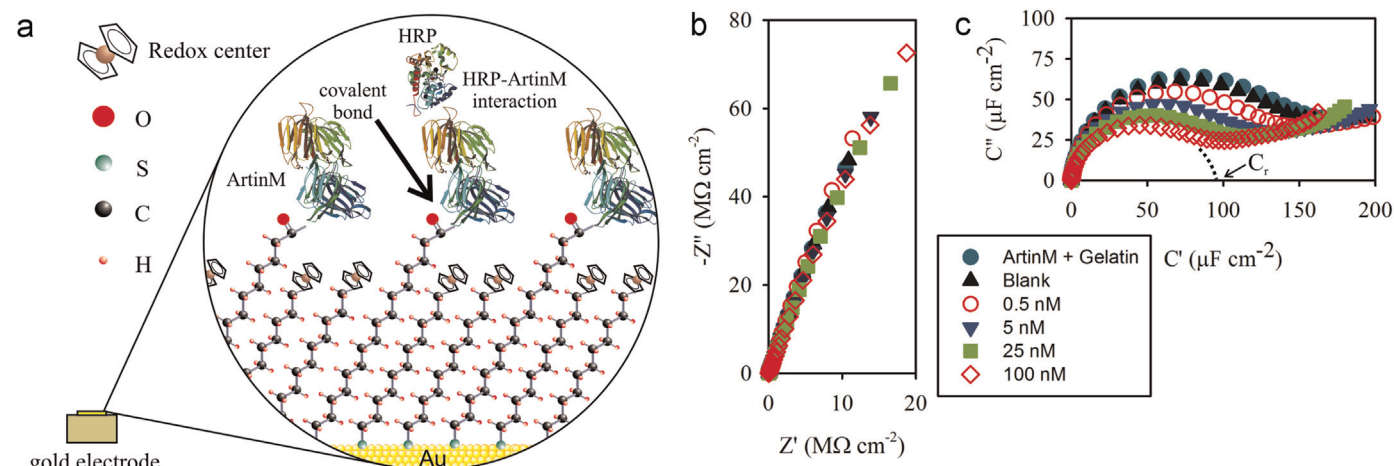 a
Redox center
O
S
C
H
gold electrode
HRP
HRP-ArtinM
interaction
covalent
bond
ArtinM
Au
b
-Z'' (MΩ cm⁻²)
80
60
40
20
0
0 10 20
Z' (MΩ cm⁻²)
c
C'' (µF cm⁻²)
100
75
50
25
0
Cᵣ
0 50 100 150 200
C' (µF cm⁻²)
ArtinM + Gelatin
Blank
0.5 nM
5 nM
25 nM
100 nM